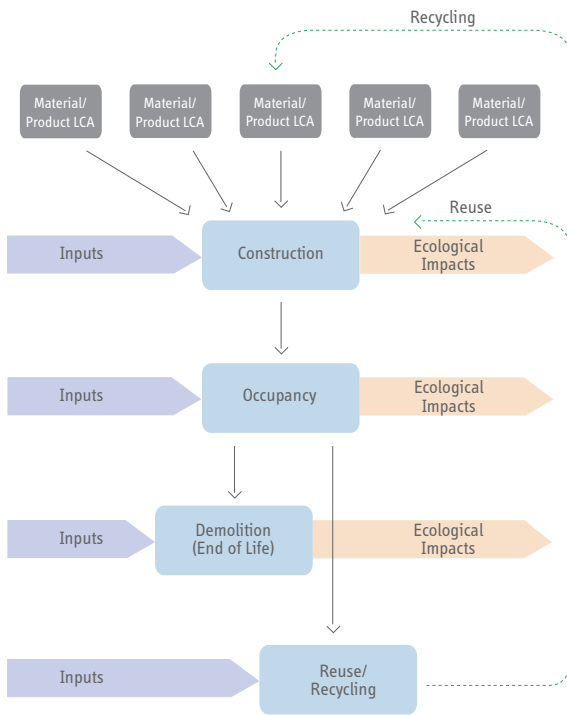 Recycling
Material/
Product LCA
Material/
Product LCA
Material/
Product LCA
Material/
Product LCA
Material/
Product LCA
Reuse
Inputs
Construction
Ecological
Impacts
Inputs
Occupancy
Ecological
Impacts
Inputs
Demolition
(End of Life)
Ecological
Impacts
Inputs
Reuse/
Recycling